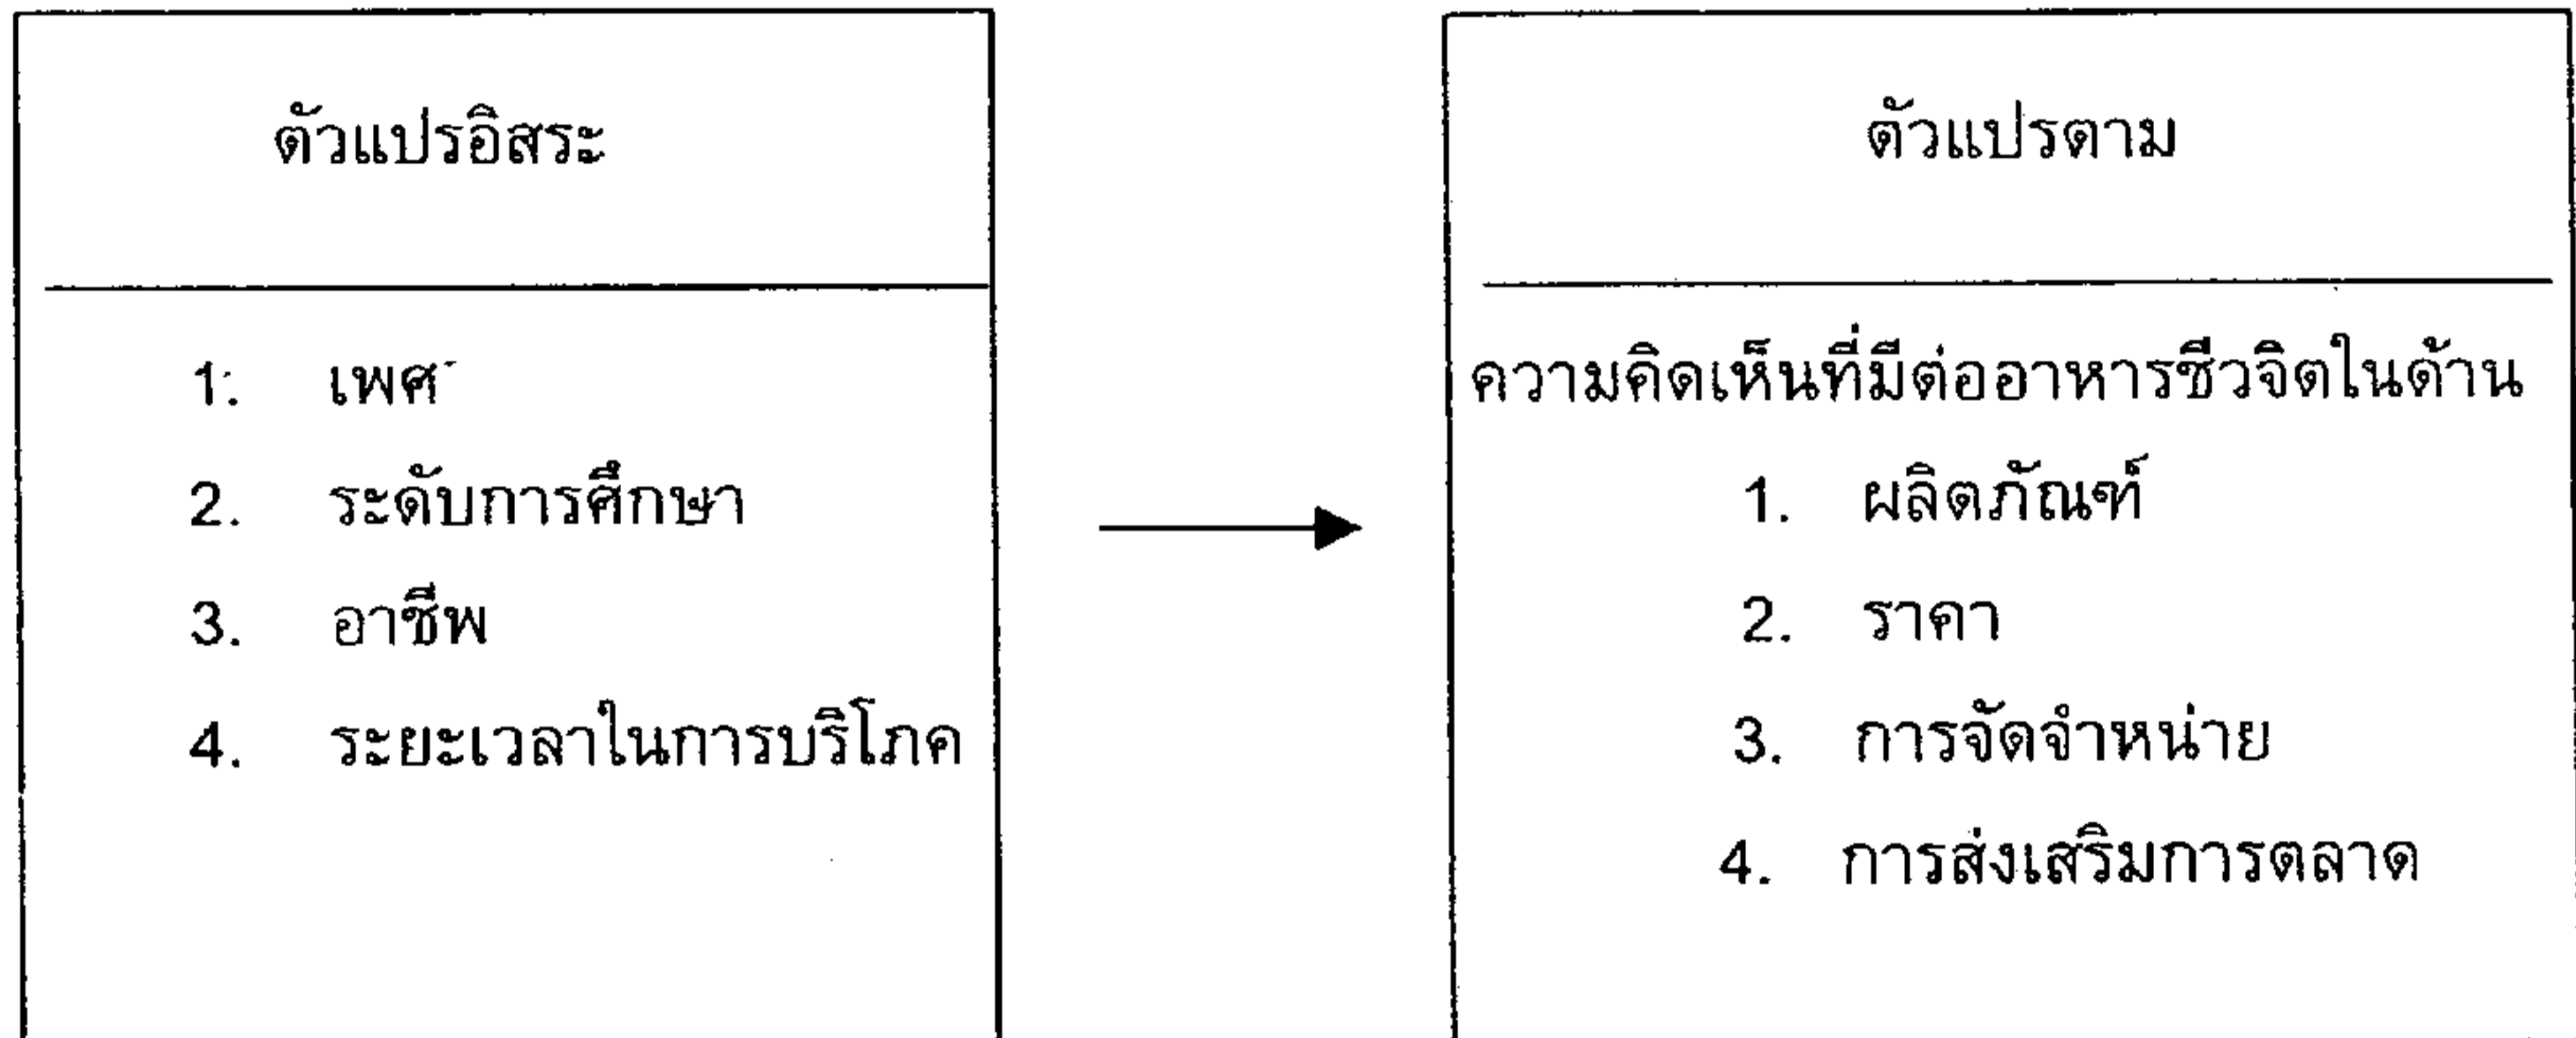 ตัวแปรอิสระ
1. เพศ
2. ระดับการศึกษา
3. อาชีพ
4. ระยะเวลาในการบริโภค
ตัวแปรตาม
ความคิดเห็นที่มีต่ออาหารชีวจิตในด้าน
1. ผลิตภัณฑ์
2. ราคา
3. การจัดจำหน่าย
4. การส่งเสริมการตลาด